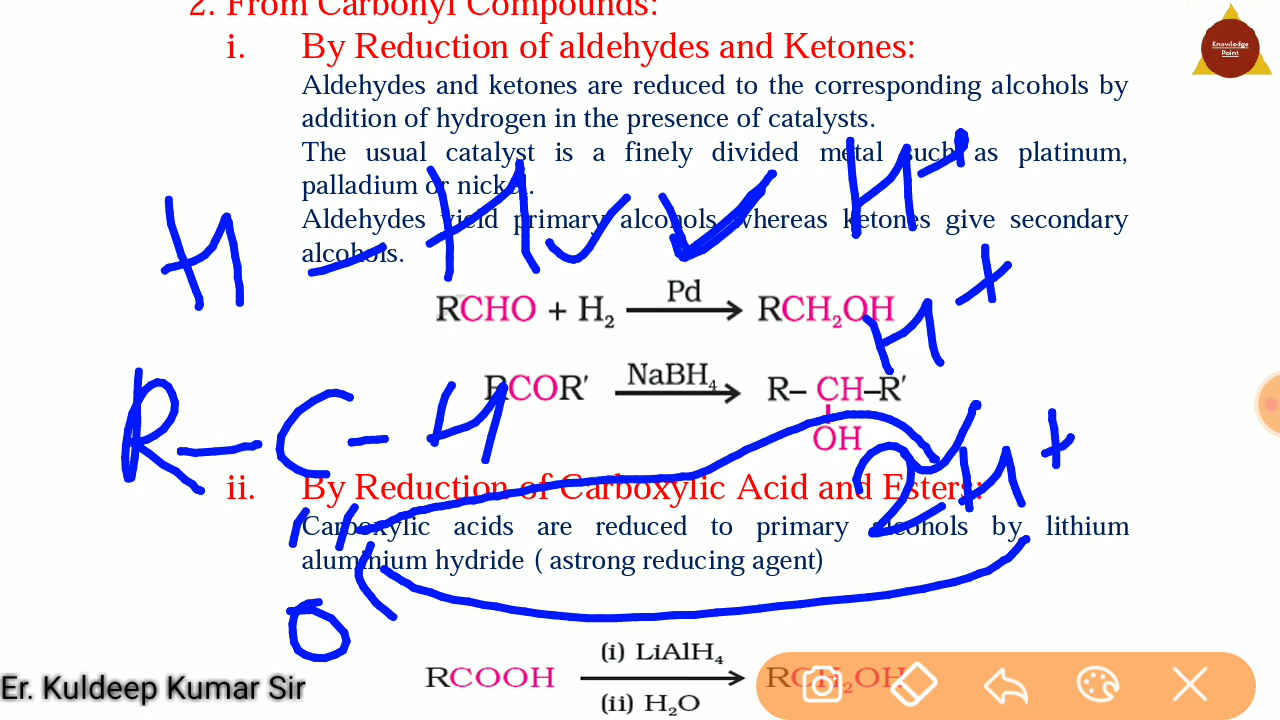 2. From Carbonyl Compounds:
Knowledge
Point
i. By Reduction of aldehydes and Ketones:
Aldehydes and ketones are reduced to the corresponding alcohols by
addition of hydrogen in the presence of catalysts.
The usual catalyst is a finely divided metal such as platinum,
palladium or nickel.
Aldehydes yield primary alcohols whereas ketones give secondary
alcohols.
H – H ✓ ✓ H+
RCHO + H₂ Pd RCH₂OH
H+
RCOR′ NaBH₄ R– CH–R′
OH
R – C – H
O
2H+
ii. By Reduction of Carboxylic Acid and Esters:
Carboxylic acids are reduced to primary alcohols by lithium
aluminium hydride ( astrong reducing agent)
RCOOH (i) LiAlH₄ RCH₂OH
(ii) H₂O
Er. Kuldeep Kumar Sir